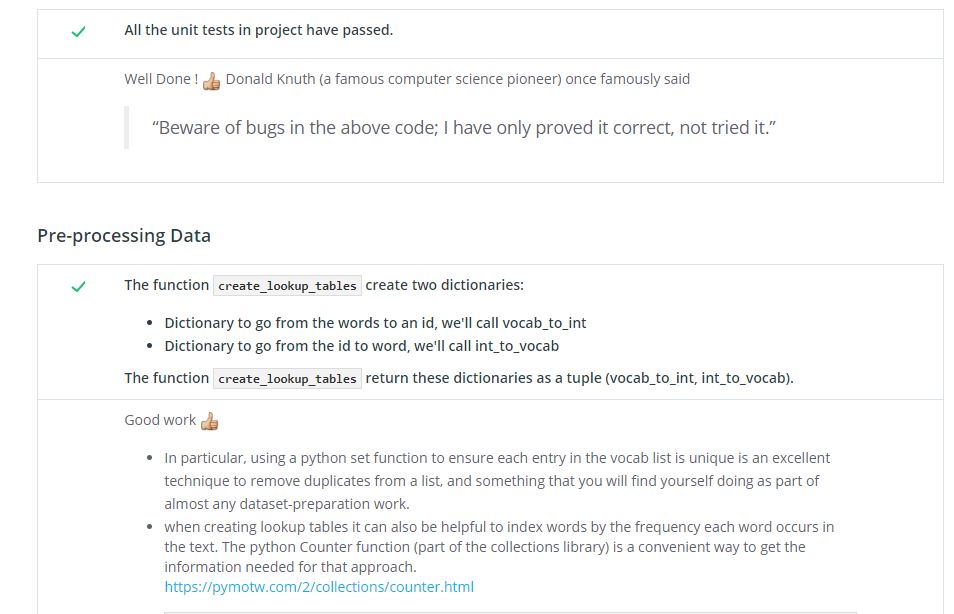 All the unit tests in project have passed.
Well Done ! 👍 Donald Knuth (a famous computer science pioneer) once famously said
“Beware of bugs in the above code; I have only proved it correct, not tried it.”
Pre-processing Data
The function create_lookup_tables create two dictionaries:
• Dictionary to go from the words to an id, we'll call vocab_to_int
• Dictionary to go from the id to word, we'll call int_to_vocab
The function create_lookup_tables return these dictionaries as a tuple (vocab_to_int, int_to_vocab).
Good work 👍
• In particular, using a python set function to ensure each entry in the vocab list is unique is an excellent
technique to remove duplicates from a list, and something that you will find yourself doing as part of
almost any dataset-preparation work.
• when creating lookup tables it can also be helpful to index words by the frequency each word occurs in
the text. The python Counter function (part of the collections library) is a convenient way to get the
information needed for that approach.
https://pymotw.com/2/collections/counter.html